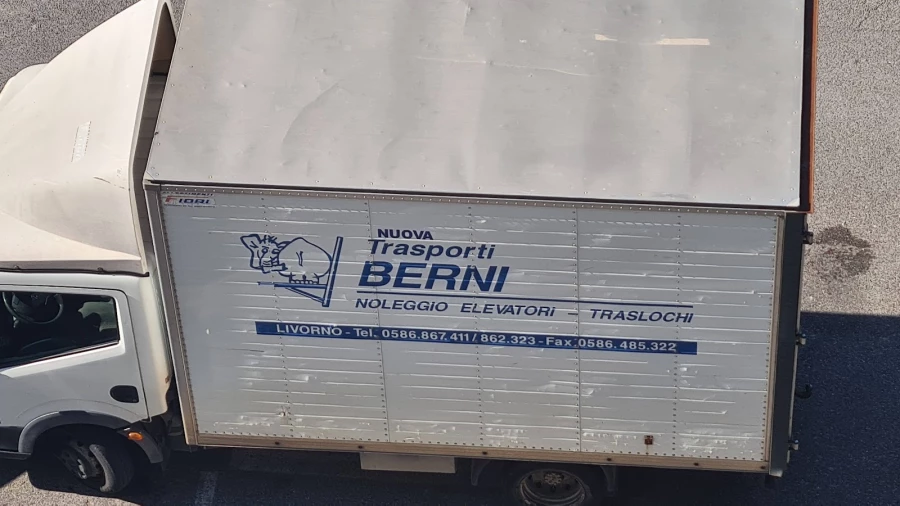 FIORI
NUOVA
Trasporti
BERNI
NOLEGGIO ELEVATORI - TRASLOCHI
LIVORNO - Tel. 0586.867.411/862.323 - Fax.0586.485.322